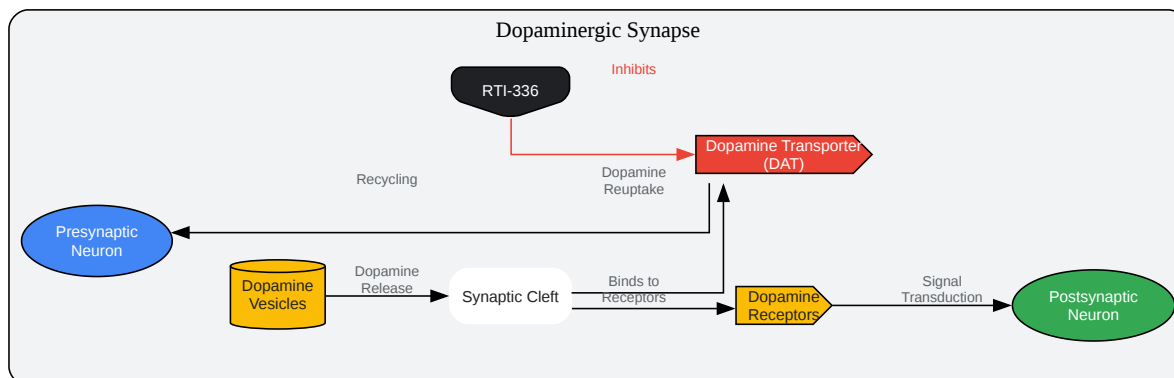 Dopaminergic Synapse
Inhibits
RTI-336
Dopamine Transporter
(DAT)
Recycling
Dopamine
Reuptake
Presynaptic
Neuron
Dopamine
Vesicles
Dopamine
Release
Synaptic Cleft
Binds to
Receptors
Dopamine
Receptors
Signal
Transduction
Postsynaptic
Neuron